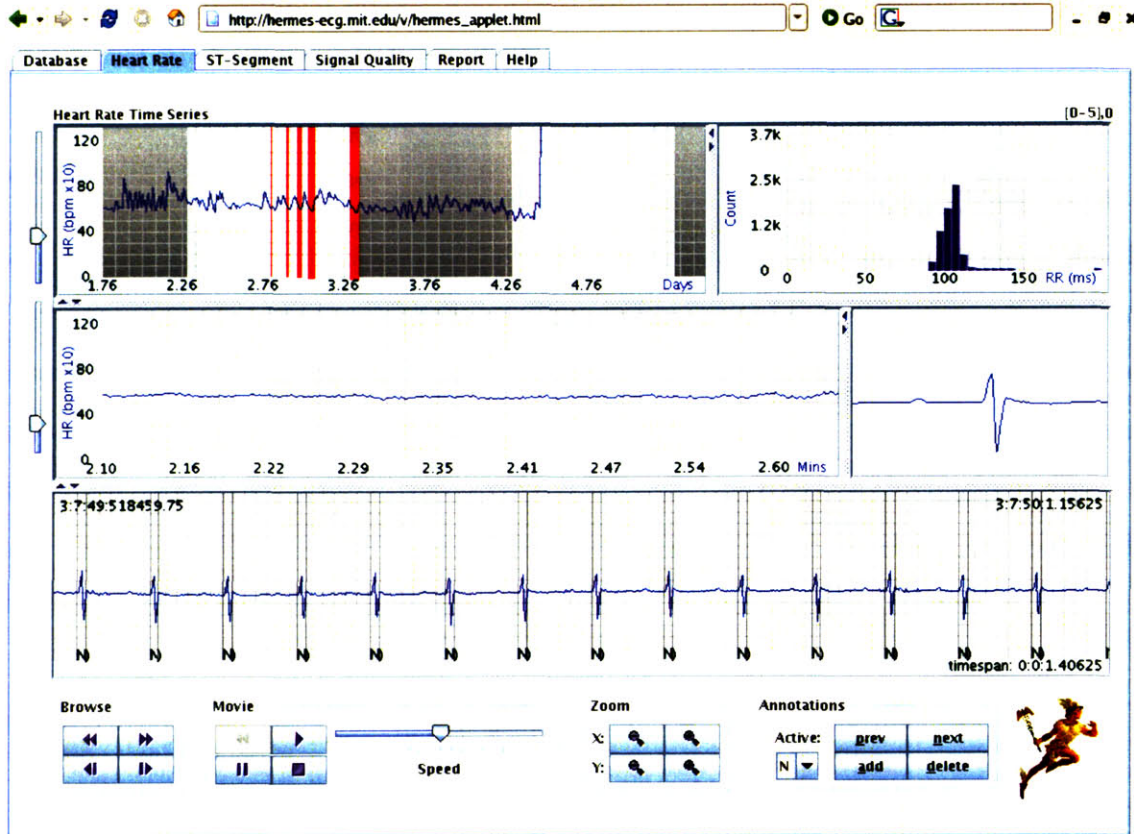 http://hermes-ecg.mit.edu/v/hermes_applet.html Go G
Database Heart Rate ST-Segment Signal Quality Report Help
Heart Rate Time Series [0-5],0
120
80
40
0
HR (bpm x10)
1.76 2.26 2.76 3.26 3.76 4.26 4.76 Days
3.7k
2.5k
1.2k
0
Count
0 50 100 150 RR (ms)
120
80
40
0
HR (bpm x10)
2.10 2.16 2.22 2.29 2.35 2.41 2.47 2.54 2.60 Mins
3:7:49:518459.75 3:7:50:1.15625
N N N N N N N N N N N N N N
timespan: 0:0:1.40625
Browse Movie Zoom Annotations
X: Active: prev next
Y: N add delete
Speed